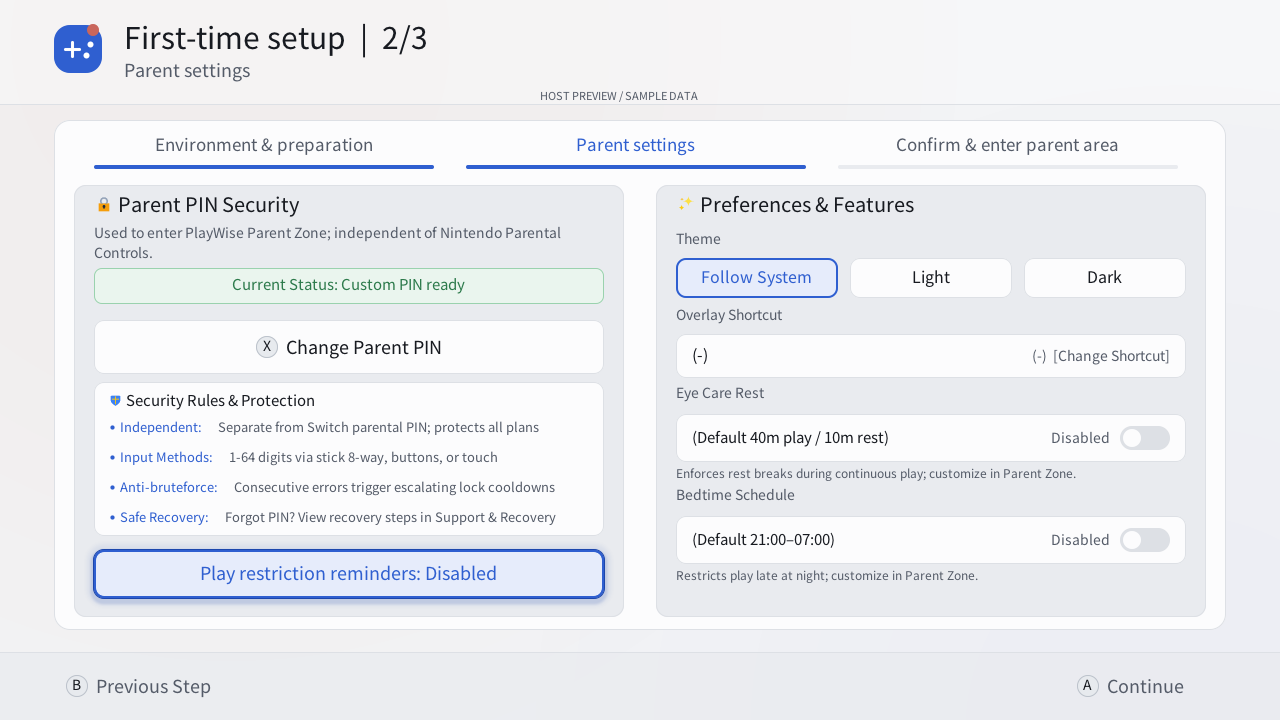 First-time setup | 2/3
Parent settings
HOST PREVIEW / SAMPLE DATA
Environment & preparation
Parent settings
Confirm & enter parent area
Parent PIN Security
Used to enter PlayWise Parent Zone; independent of Nintendo Parental
Controls.
Current Status: Custom PIN ready
X Change Parent PIN
Security Rules & Protection
• Independent: Separate from Switch parental PIN; protects all plans
• Input Methods: 1-64 digits via stick 8-way, buttons, or touch
• Anti-bruteforce: Consecutive errors trigger escalating lock cooldowns
• Safe Recovery: Forgot PIN? View recovery steps in Support & Recovery
Play restriction reminders: Disabled
Preferences & Features
Theme
Follow System
Light
Dark
Overlay Shortcut
(-) (-) [Change Shortcut]
Eye Care Rest
(Default 40m play / 10m rest) Disabled
Enforces rest breaks during continuous play; customize in Parent Zone.
Bedtime Schedule
(Default 21:00–07:00) Disabled
Restricts play late at night; customize in Parent Zone.
B Previous Step
A Continue